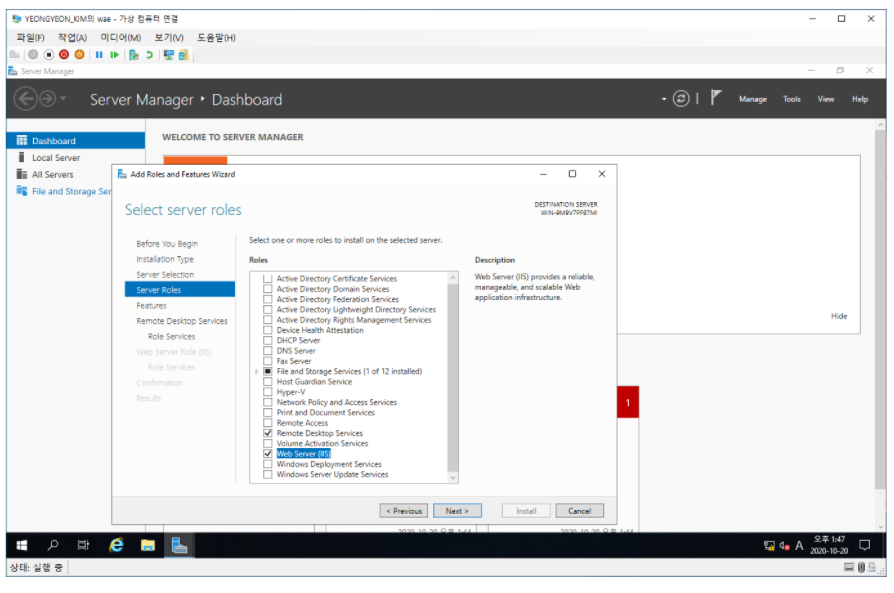 YEONGYEON_KIM의 wae - 가상 컴퓨터 연결
파일(F) 작업(A) 미디어(M) 보기(V) 도움말(H)
Server Manager
Server Manager • Dashboard
Manage Tools View Help
Dashboard
Local Server
All Servers
File and Storage Ser
WELCOME TO SERVER MANAGER
Add Roles and Features Wizard
Select server roles
DESTINATION SERVER
WIN-9M9V7PF87MI
Before You Begin
Installation Type
Server Selection
Server Roles
Features
Remote Desktop Services
Role Services
Web Server Role (IIS)
Role Services
Confirmation
Results
Select one or more roles to install on the selected server.
Roles
Active Directory Certificate Services
Active Directory Domain Services
Active Directory Federation Services
Active Directory Lightweight Directory Services
Active Directory Rights Management Services
Device Health Attestation
DHCP Server
DNS Server
Fax Server
File and Storage Services (1 of 12 installed)
Host Guardian Service
Hyper-V
Network Policy and Access Services
Print and Document Services
Remote Access
Remote Desktop Services
Volume Activation Services
Web Server (IIS)
Windows Deployment Services
Windows Server Update Services
Description
Web Server (IIS) provides a reliable,
manageable, and scalable Web
application infrastructure.
Hide
1
< Previous Next > Install Cancel
2020-10-20 오후 1:44 2020-10-20 오후 1:44
A 오후 1:47
2020-10-20
상태: 실행 중